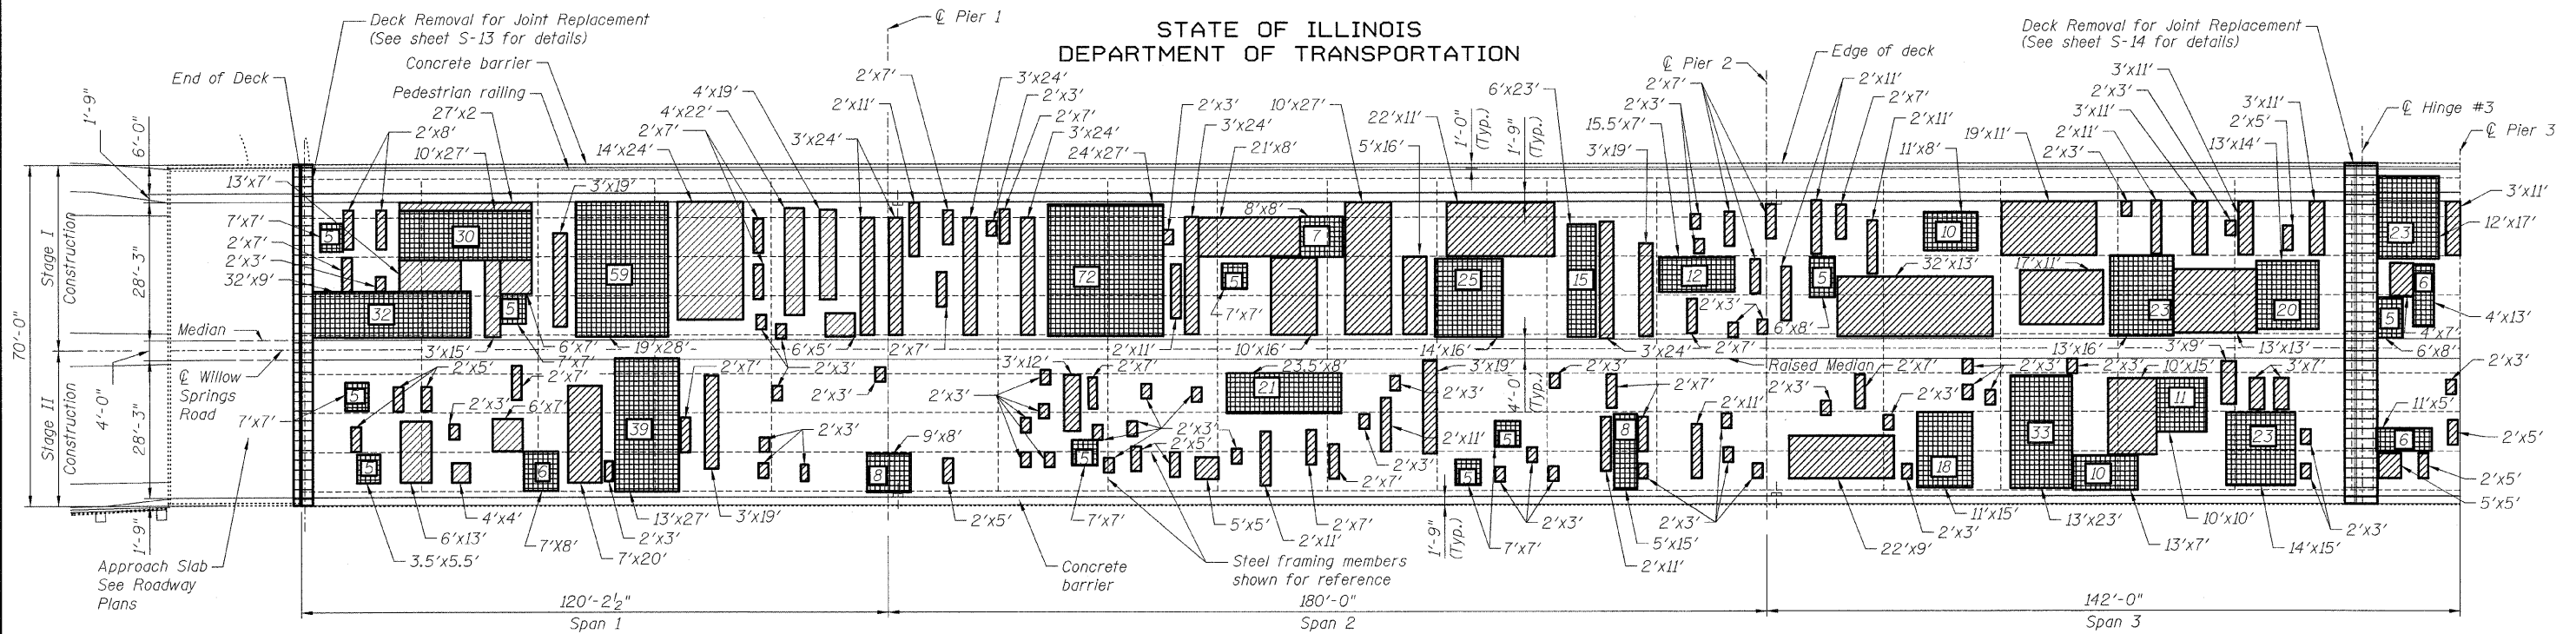 STATE OF ILLINOIS
DEPARTMENT OF TRANSPORTATION
Deck Removal for Joint Replacement
(See sheet S-13 for details)
Concrete barrier
End of Deck
Pedestrian railing
℄ Pier 1
℄ Pier 2
Edge of deck
Deck Removal for Joint Replacement
(See sheet S-14 for details)
℄ Hinge #3
℄ Pier 3
1'-9"
6'-0"
27'x2
2'x8'
10'x27'
13'x7'
7'x7'
2'x7'
2'x3'
32'x9'
3'x19'
14'x24'
2'x7'
4'x22'
4'x19'
3'x24'
2'x11'
2'x7'
3'x24'
2'x3'
2'x7'
3'x24'
24'x27'
2'x3'
3'x24'
21'x8'
8'x8'
10'x27'
1'-0"
(Typ.)
1'-9"
(Typ.)
22'x11'
5'x16'
6'x23'
3'x19'
15.5'x7'
2'x3'
2'x7'
2'x11'
2'x7'
2'x11'
11'x8'
19'x11'
2'x3'
2'x11'
3'x11'
2'x3'
3'x11'
3'x11'
2'x5'
13'x14'
3'x11'
12'x17'
5
30
32
5
59
72
5
7
25
15
12
5
10
23
20
23
6
5
32'x13'
17'x11'
4'x13'
4'x7'
6'x8'
70'-0"
Stage I
Construction
28'-3"
Median
℄ Willow
Springs
Road
4'-0"
Stage II
Construction
28'-3"
1'-9"
3'x15'
6'x7'
7'x7'
19'x28'
6'x5'
2'x3'
2'x7'
2'x11'
7'x7'
10'x16'
14'x16'
3'x24'
2'x3'
2'x7'
6'x8'
Raised Median
13'x16'
3'x9'
13'x13'
2'x5'
2'x7'
2'x3'
6'x7'
2'x7'
2'x3'
2'x3'
3'x12'
2'x7'
2'x3'
2'x3'
2'x5'
23.5'x8'
3'x19'
2'x3'
2'x11'
2'x3'
2'x7'
4'-0"
(Typ.)
2'x3'
2'x7'
2'x11'
2'x3'
2'x7'
2'x3'
2'x3'
2'x3'
10'x15'
3'x7'
2'x3'
11'x5'
2'x5'
2'x5'
5'x5'
7'x7'
5
5
6
39
8
5
21
5
5
8
18
33
10
11
23
6
3.5'x5.5'
6'x13'
4'x4'
7'x8'
7'x20'
2'x3'
13'x27'
3'x19'
9'x8'
2'x5'
7'x7'
5'x5'
2'x11'
2'x7'
1'-9"
(Typ.)
7'x7'
2'x3'
2'x11'
5'x15'
2'x3'
22'x9'
2'x3'
11'x15'
13'x23'
13'x7'
10'x10'
14'x15'
2'x3'
Approach Slab
See Roadway
Plans
Concrete
barrier
Steel framing members
shown for reference
120'-2½"
Span 1
180'-0"
Span 2
142'-0"
Span 3